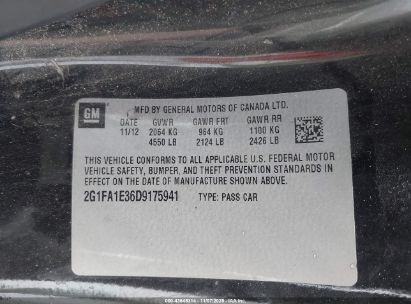 GM
MFD BY GENERAL MOTORS OF CANADA LTD.
DATE GVWR GAWR FRT GAWR RR
11/12 2064 KG 964 KG 1100 KG
4550 LB 2124 LB 2426 LB
THIS VEHICLE CONFORMS TO ALL APPLICABLE U.S. FEDERAL MOTOR
VEHICLE SAFETY, BUMPER, AND THEFT PREVENTION STANDARDS
IN EFFECT ON THE DATE OF MANUFACTURE SHOWN ABOVE.
2G1FA1E36D9175941 TYPE: PASS CAR